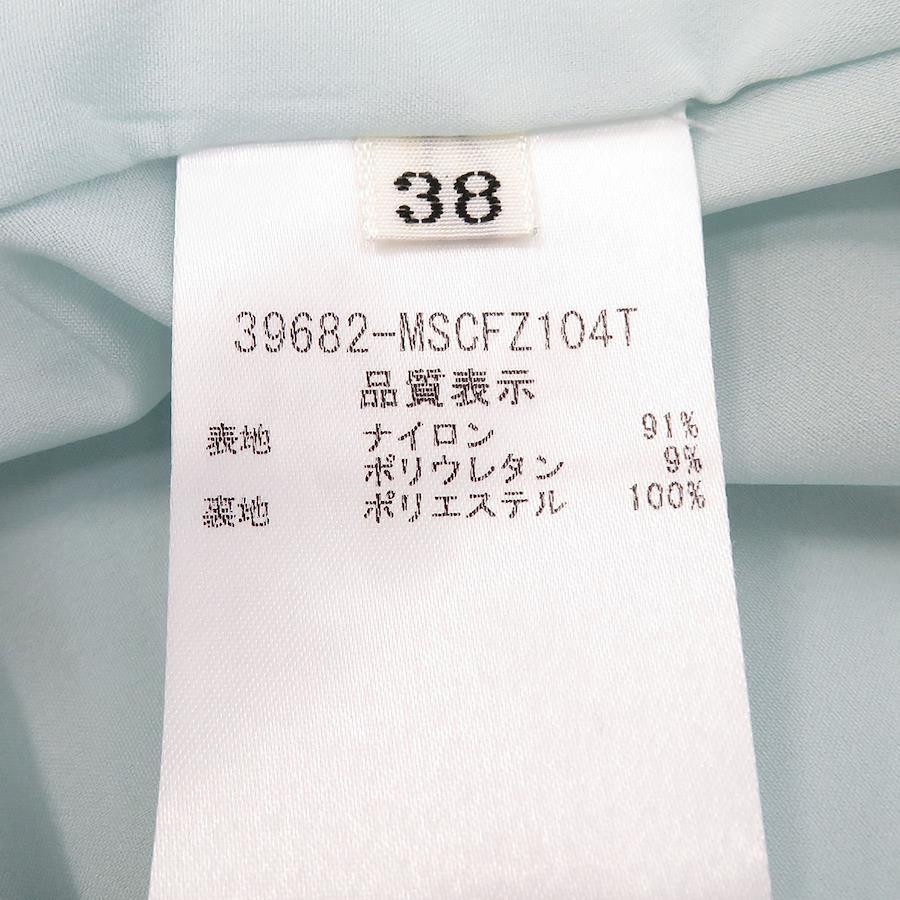 38
39682-MSCFZ104T
品質表示
表地 ナイロン 91%
ポリウレタン 9%
裏地 ポリエステル 100%